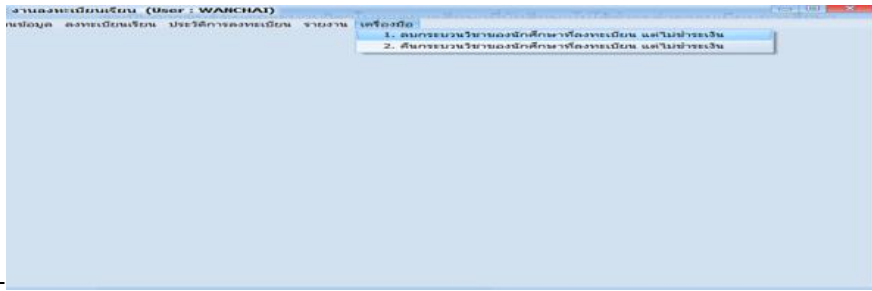 งานลงทะเบียนเรียน (User : WANCHAI)
ลงทะเบียนเรียน ประวัติการลงทะเบียน รายงาน เครื่องมือ
1. ลบกระบวนวิชาของนักศึกษาที่ลงทะเบียน แต่ไม่ชำระเงิน
2. คืนกระบวนวิชาของนักศึกษาที่ลงทะเบียน แต่ไม่ชำระเงิน